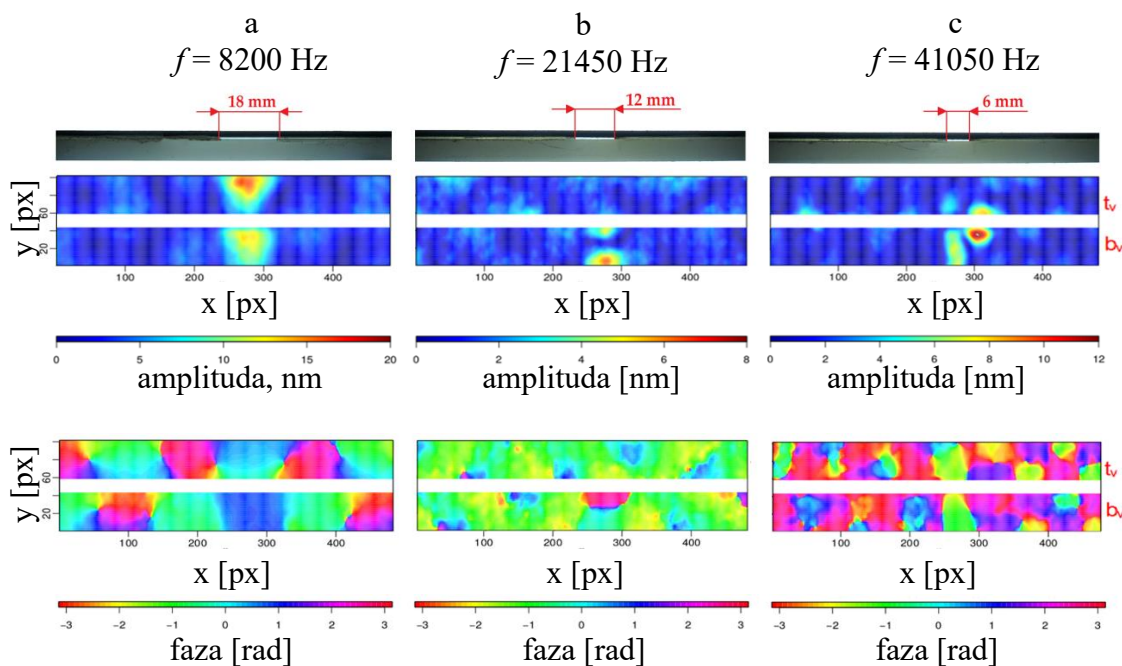 a b c
f = 8200 Hz f = 21450 Hz f = 41050 Hz
18 mm 12 mm 6 mm
y [px] 60 20 t_v b_v
100 200 300 400 100 200 300 400 100 200 300 400
x [px] x [px] x [px]
0 5 10 15 20 0 2 4 6 8 0 2 4 6 8 10 12
amplituda, nm amplituda [nm] amplituda [nm]
y [px] 60 20 t_v b_v
0 100 200 300 400 100 200 300 400 100 200 300 400
x [px] x [px] x [px]
−3 −2 −1 0 1 2 3 −3 −2 −1 0 1 2 3 −3 −2 −1 0 1 2 3
faza [rad] faza [rad] faza [rad]